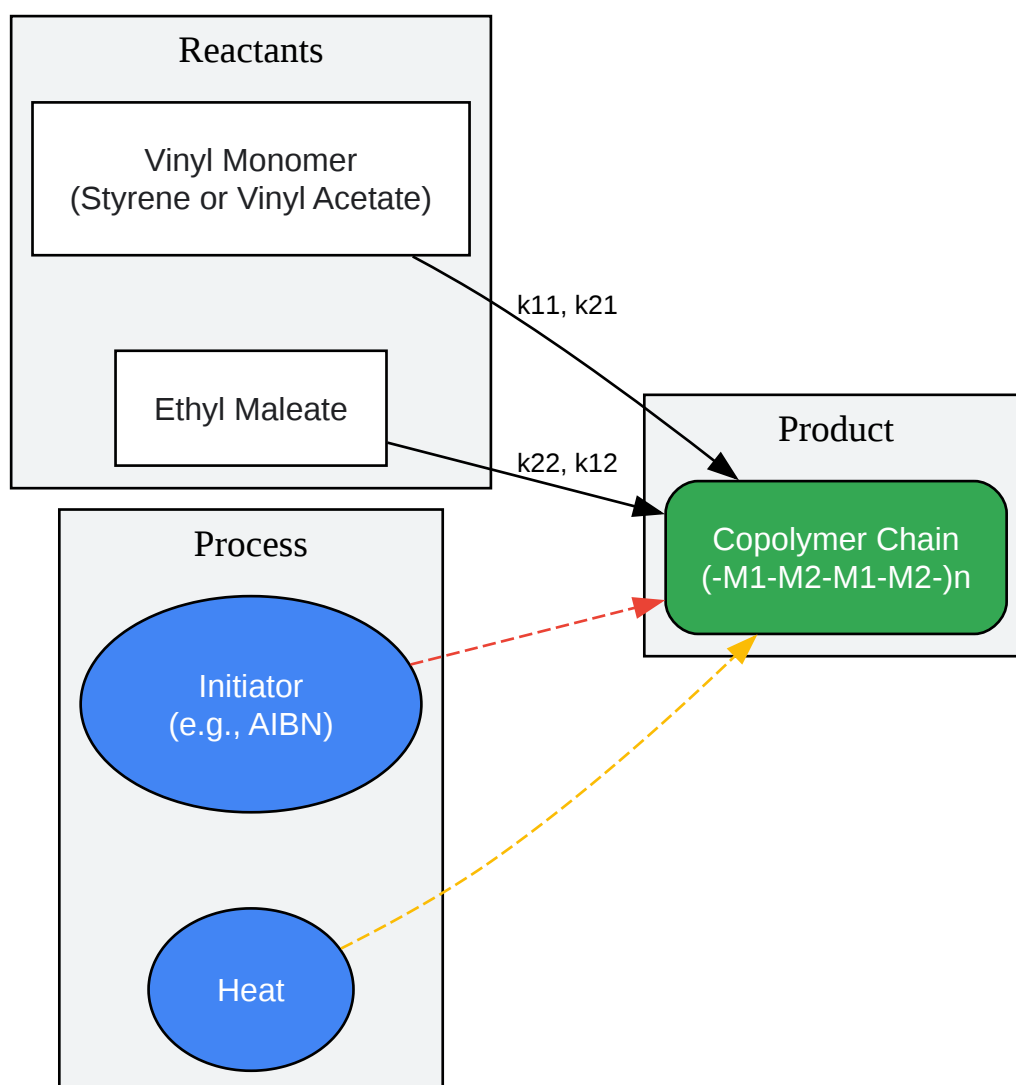 Reactants
Vinyl Monomer
(Styrene or Vinyl Acetate)
k11, k21
Ethyl Maleate
k22, k12
Product
Copolymer Chain
(-M1-M2-M1-M2-)n
Process
Initiator
(e.g., AIBN)
Heat